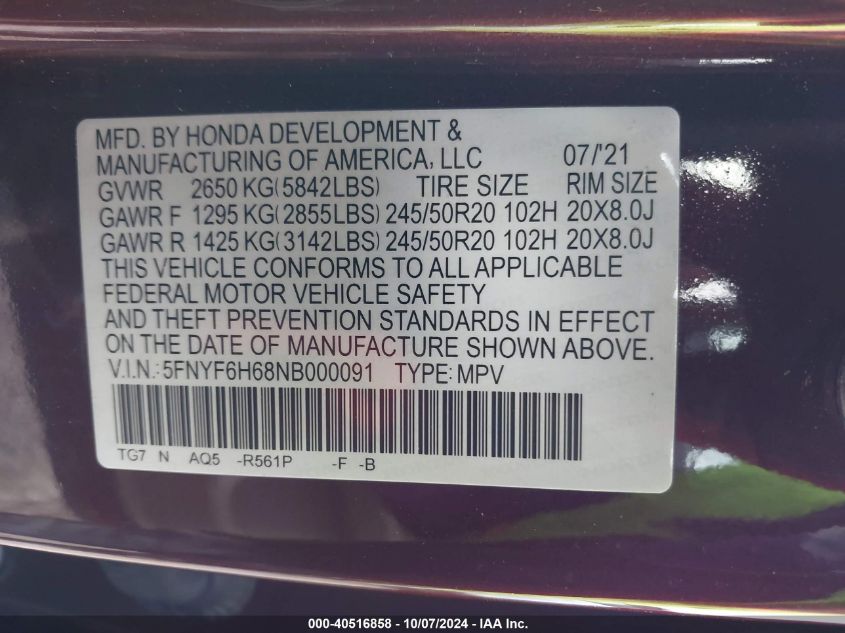 MFD. BY HONDA DEVELOPMENT &
MANUFACTURING OF AMERICA, LLC 07/'21
GVWR 2650 KG(5842LBS) TIRE SIZE RIM SIZE
GAWR F 1295 KG(2855LBS) 245/50R20 102H 20X8.0J
GAWR R 1425 KG(3142LBS) 245/50R20 102H 20X8.0J
THIS VEHICLE CONFORMS TO ALL APPLICABLE
FEDERAL MOTOR VEHICLE SAFETY
AND THEFT PREVENTION STANDARDS IN EFFECT
ON THE DATE OF MANUFACTURE SHOWN ABOVE.
V.I.N.: 5FNYF6H68NB000091 TYPE: MPV
TG7 N AQ5 -R561P -F -B
000-40516858 - 10/07/2024 - © IAA Inc.